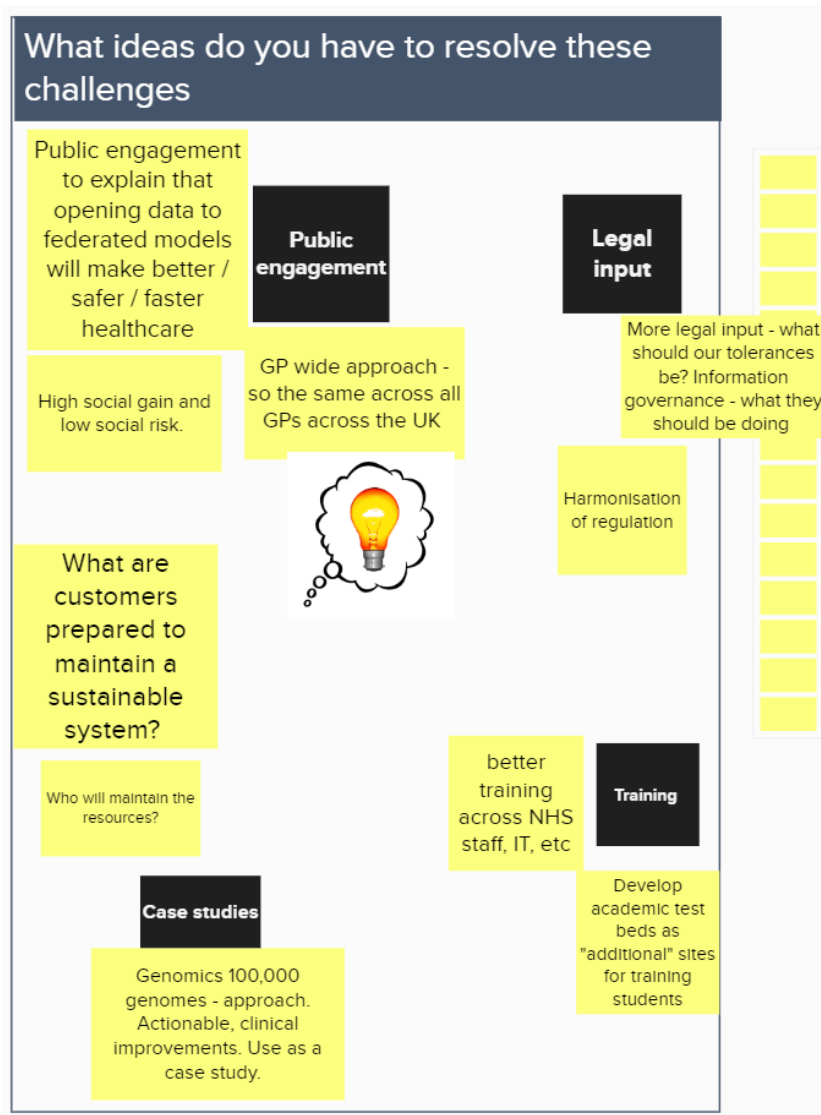 What ideas do you have to resolve these
challenges
Public engagement
to explain that
opening data to
federated models
will make better /
safer / faster
healthcare
Public
engagement
Legal
input
High social gain and
low social risk.
GP wide approach -
so the same across all
GPs across the UK
More legal input - what
should our tolerances
be? Information
governance - what they
should be doing
Harmonisation
of regulation
What are
customers
prepared to
maintain a
sustainable
system?
Who will maintain the
resources?
better
training
across NHS
staff, IT, etc
Training
Develop
academic test
beds as
"additional" sites
for training
students
Case studies
Genomics 100,000
genomes - approach.
Actionable, clinical
improvements. Use as a
case study.